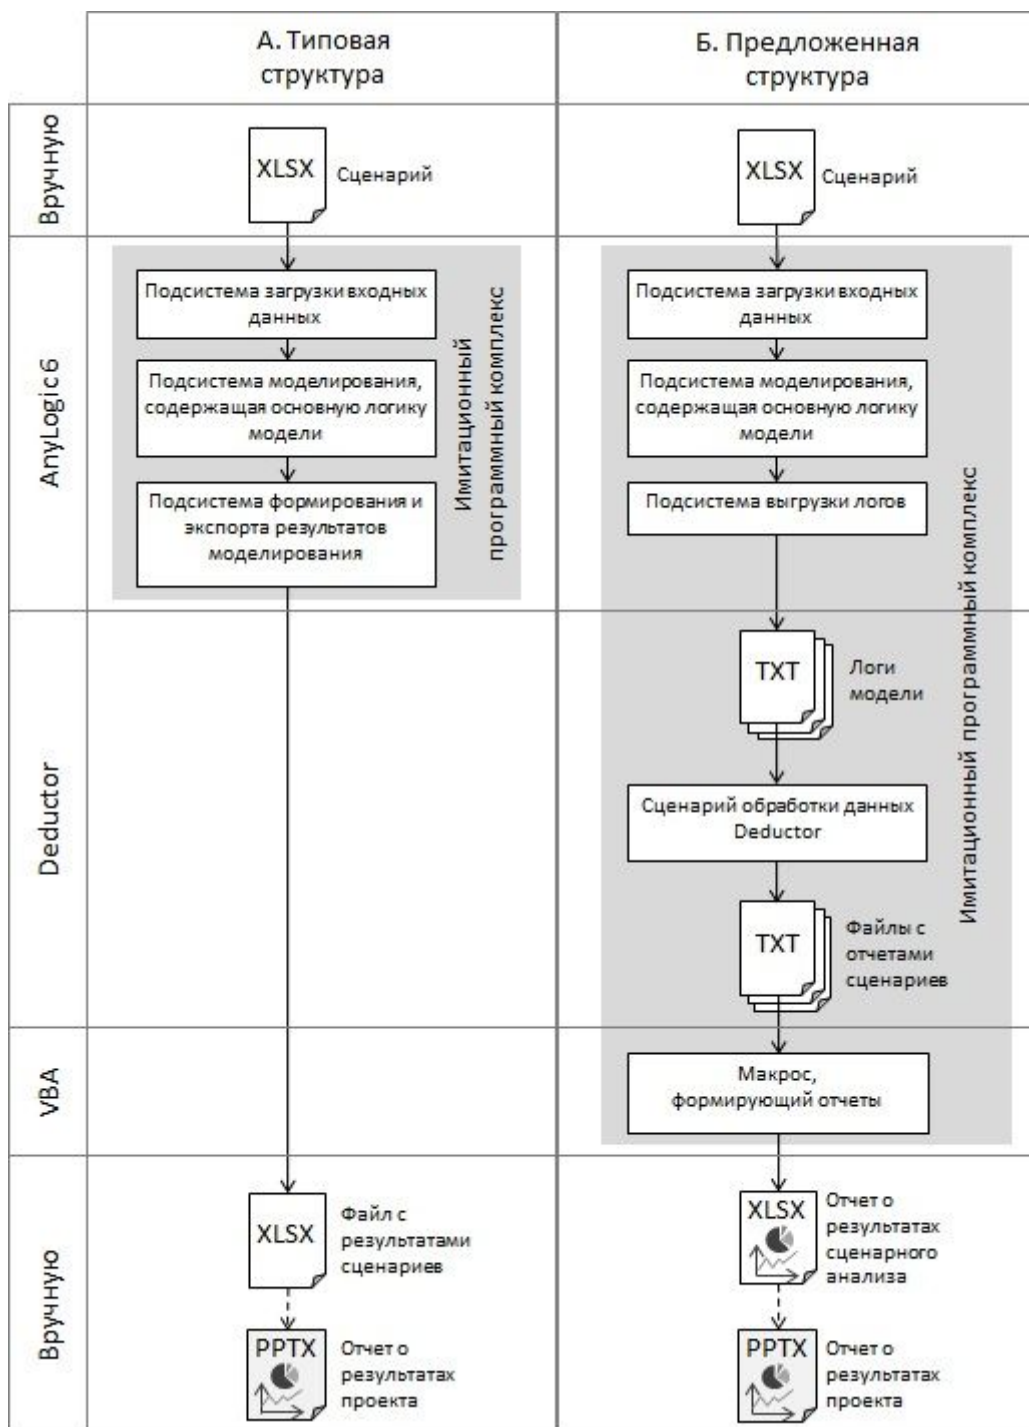 А. Типовая
структура
Б. Предложенная
структура
Вручную
XLSX
Сценарий
XLSX
Сценарий
AnyLogic 6
Подсистема загрузки входных
данных
Подсистема моделирования,
содержащая основную логику
модели
Подсистема формирования и
экспорта результатов
моделирования
Имитационный
программный комплекс
Подсистема загрузки входных
данных
Подсистема моделирования,
содержащая основную логику
модели
Подсистема выгрузки логов
Имитационный программный комплекс
Deductor
TXT
Логи
модели
Сценарий обработки данных
Deductor
TXT
Файлы с
отчетами
сценариев
VBA
Макрос,
формирующий отчеты
Вручную
XLSX
Файл с
результатами
сценариев
PPTX
Отчет о
результатах
проекта
XLSX
Отчет о
результатах
сценарного
анализа
PPTX
Отчет о
результатах
проекта